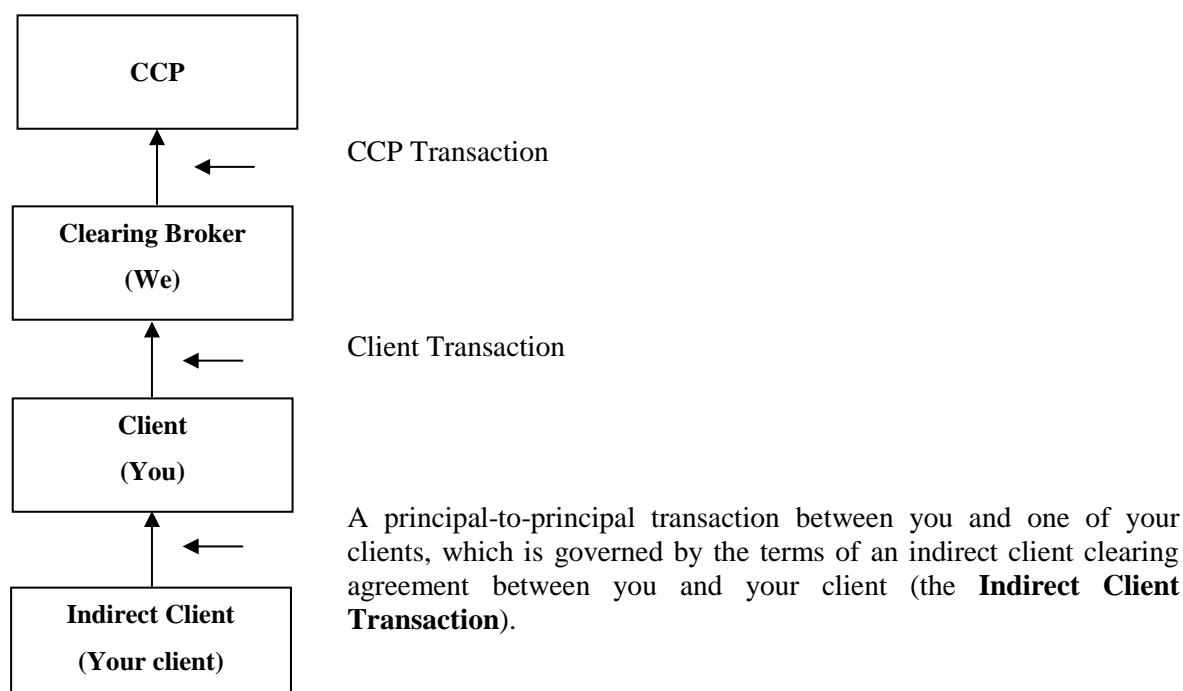 CCP
CCP Transaction
Clearing Broker
(We)
Client Transaction
Client
(You)
A principal-to-principal transaction between you and one of your
clients, which is governed by the terms of an indirect client clearing
agreement between you and your client (the Indirect Client
Transaction).
Indirect Client
(Your client)